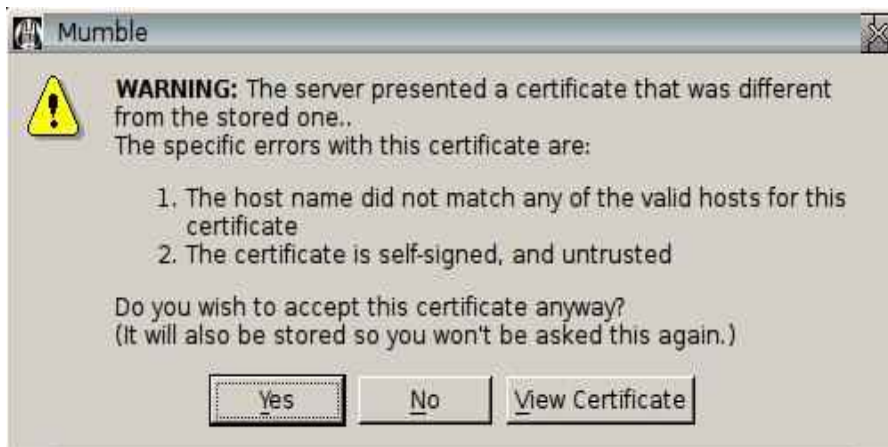 Mumble
WARNING: The server presented a certificate that was different
from the stored one..
The specific errors with this certificate are:
1. The host name did not match any of the valid hosts for this
certificate
2. The certificate is self-signed, and untrusted
Do you wish to accept this certificate anyway?
(It will also be stored so you won't be asked this again.)
Yes No View Certificate